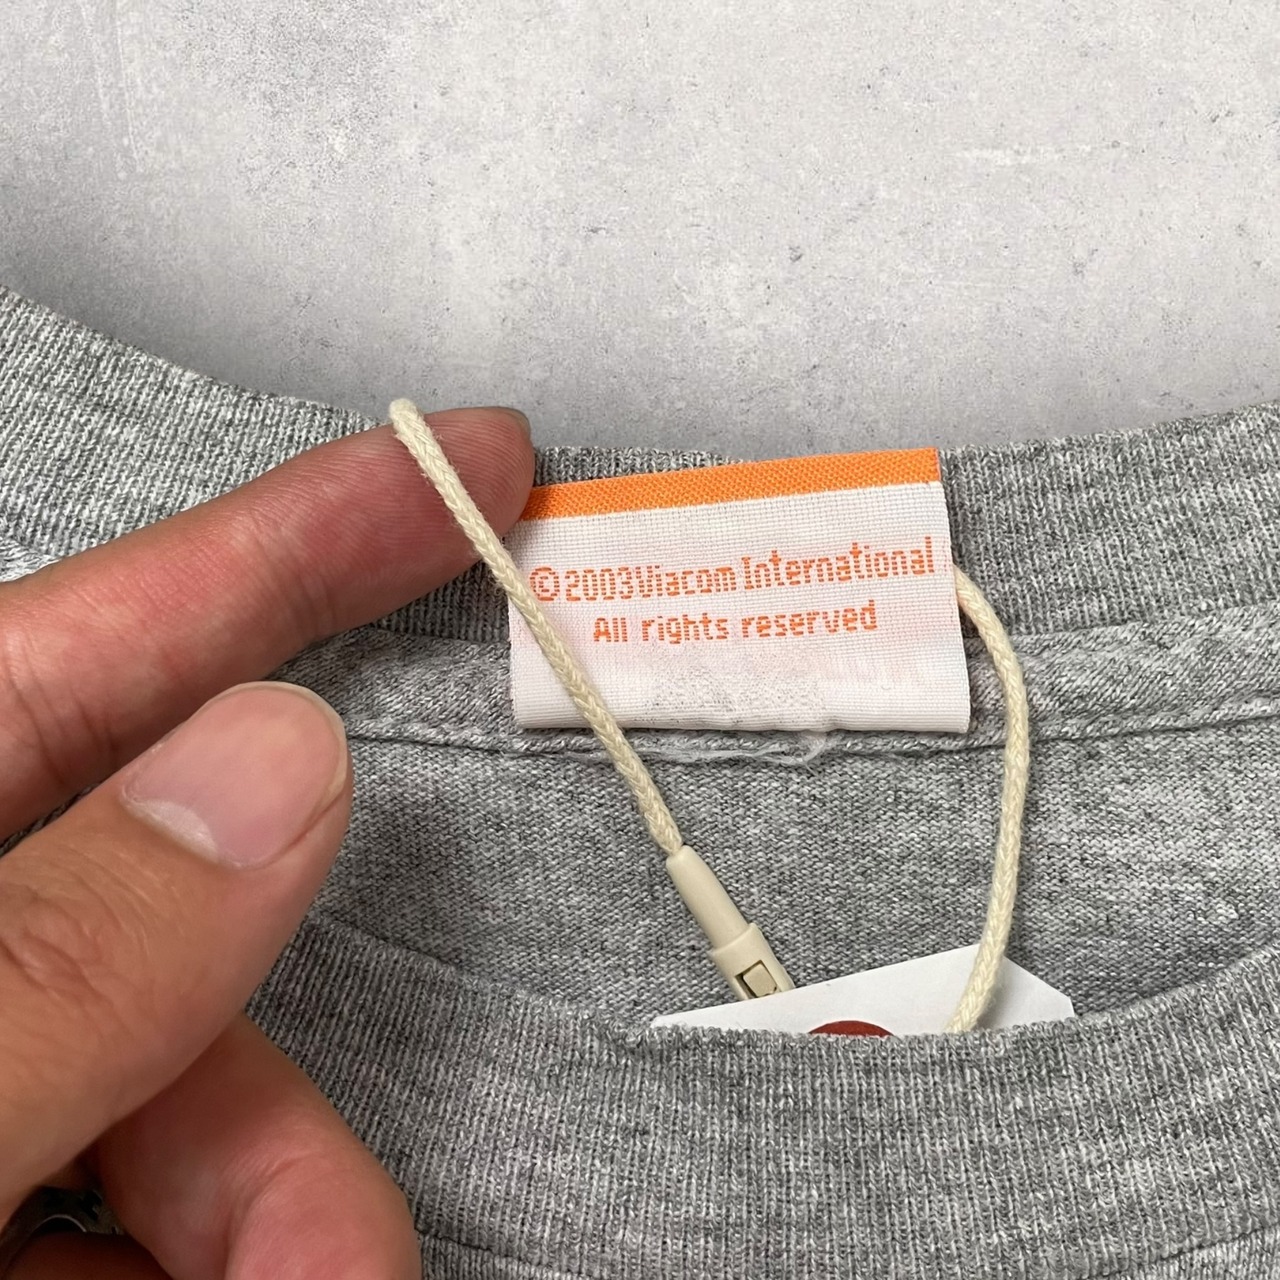 ©2003Viacom International
All rights reserved